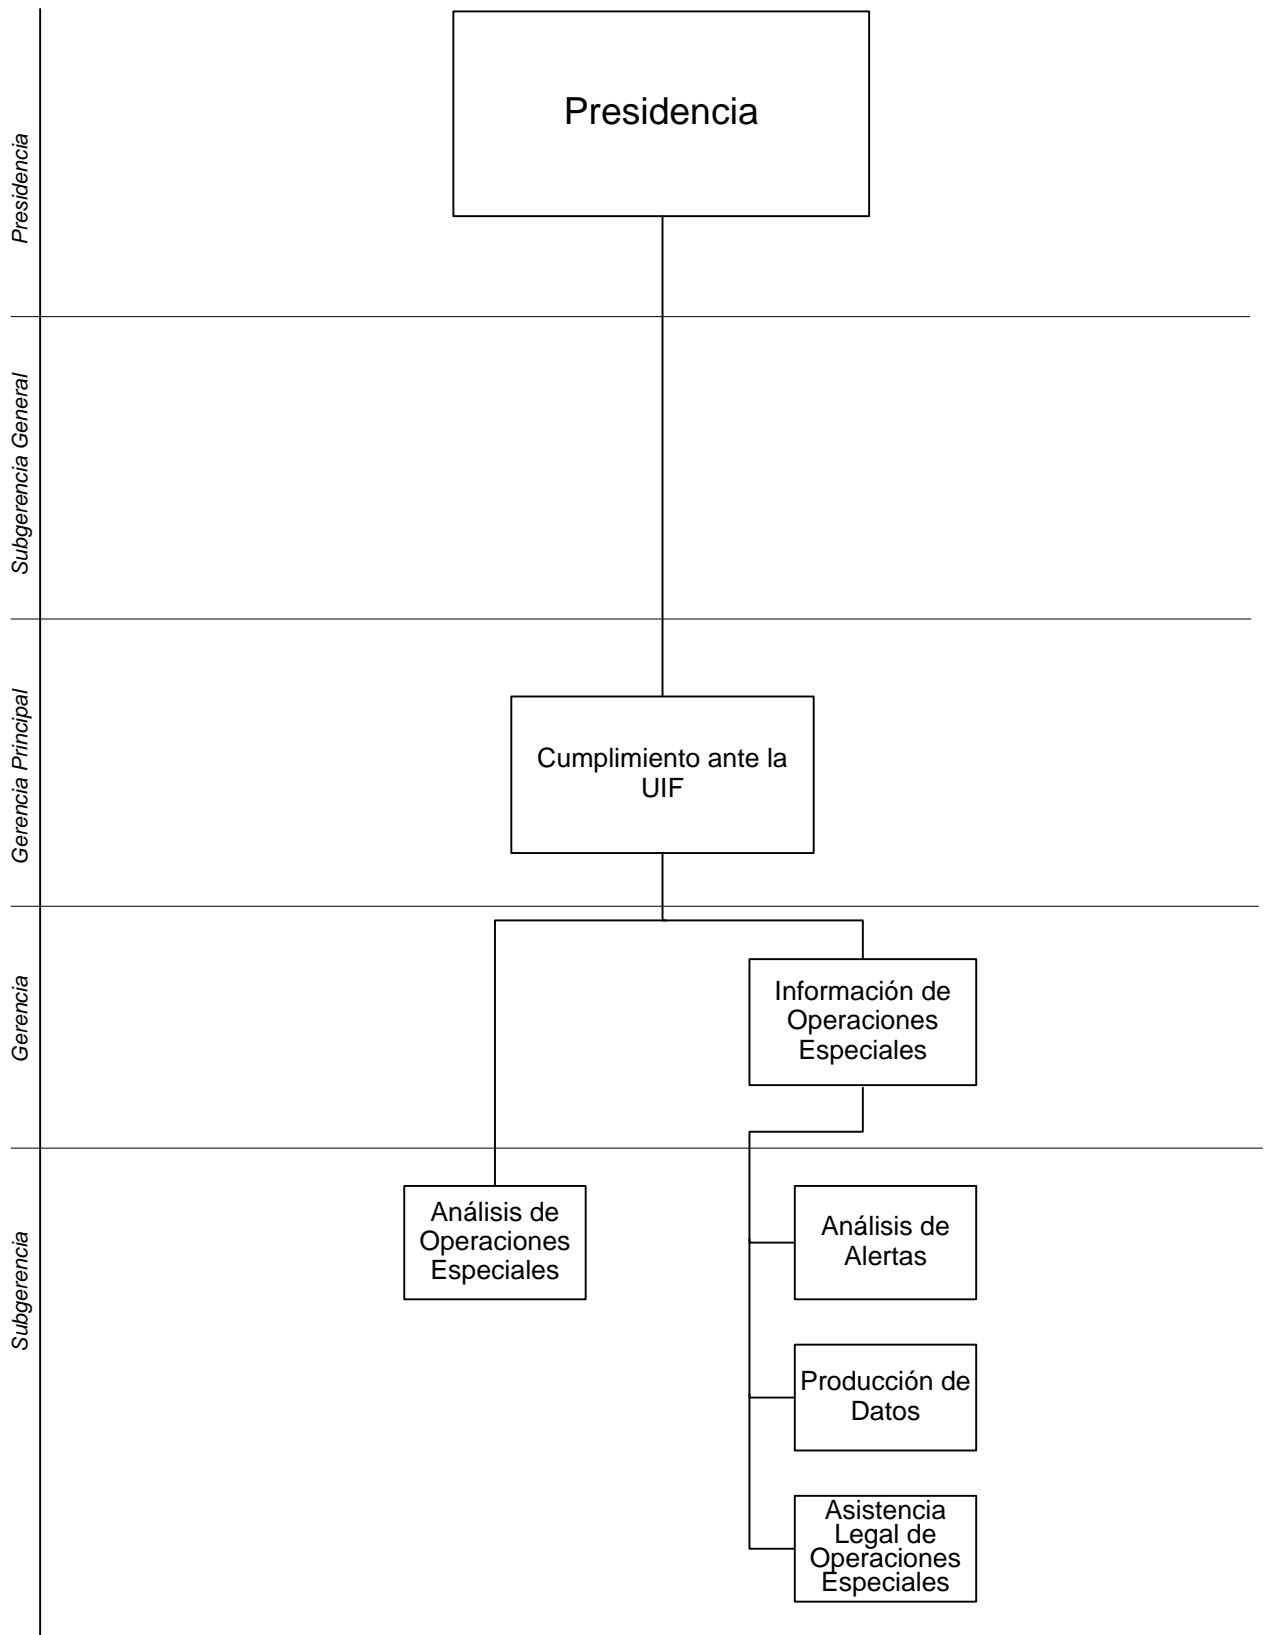 Presidencia
Presidencia
Subgerencia General
Gerencia Principal
Cumplimiento ante la
UIF
Gerencia
Información de
Operaciones
Especiales
Subgerencia
Análisis de
Operaciones
Especiales
Análisis de
Alertas
Producción de
Datos
Asistencia
Legal de
Operaciones
Especiales